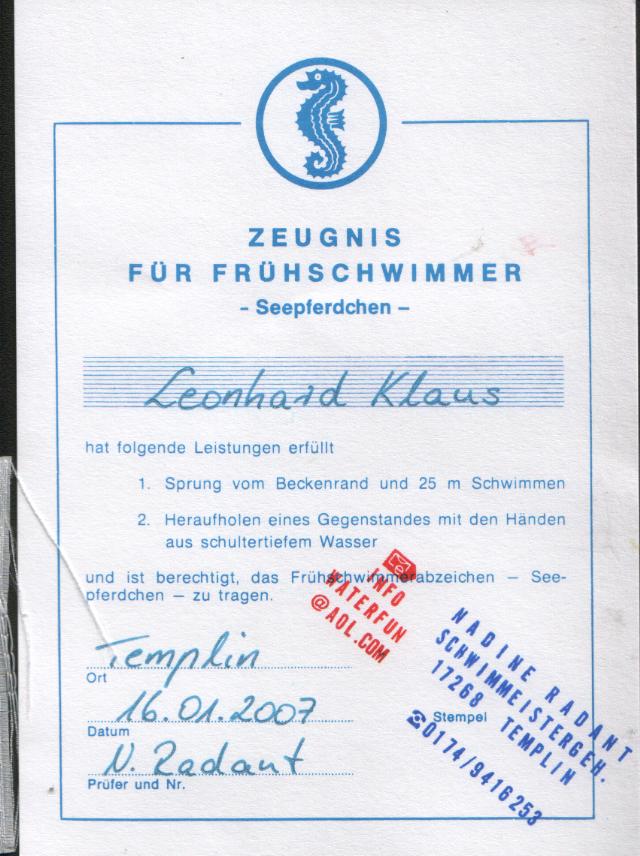 ZEUGNIS
FÜR FRÜHSCHWIMMER
- Seepferdchen -
Leonhard Klaus
hat folgende Leistungen erfüllt
1. Sprung vom Beckenrand und 25 m Schwimmen
2. Heraufholen eines Gegenstandes mit den Händen
aus schultertiefem Wasser
und ist berechtigt, das Frühschwimmerabzeichen – See-
pferdchen – zu tragen.
INFO
WATERFUN
@AOL.COM
Templin
Ort
16.01.2007
Datum
N. Radant
Prüfer und Nr.
Stempel
NADINE RADANT
SCHWIMMEISTERGEH.
17268 TEMPLIN
☎0174/9416253